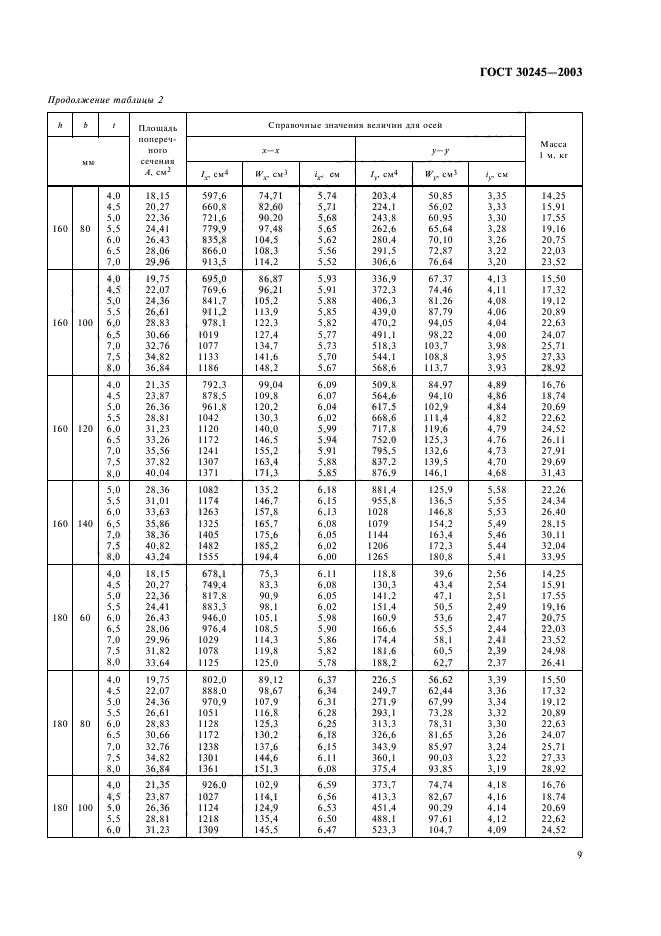 ГОСТ 30245—2003
Продолжение таблицы 2
h b t Площадь поперечного сечения A, см² Справочные значения величин для осей Масса 1 м, кг
мм x—x y—y
Iₓ, см⁴ Wₓ, см³ iₓ, см I_y, см⁴ W_y, см³ i_y, см
160 80 4,0 18,15 597,6 74,71 5,74 203,4 50,85 3,35 14,25
4,5 20,27 660,8 82,60 5,71 224,1 56,02 3,33 15,91
5,0 22,36 721,6 90,20 5,68 243,8 60,95 3,30 17,55
5,5 24,41 779,9 97,48 5,65 262,6 65,64 3,28 19,16
6,0 26,43 835,8 104,5 5,62 280,4 70,10 3,26 20,75
6,5 28,06 866,0 108,3 5,56 291,5 72,87 3,22 22,03
7,0 29,96 913,5 114,2 5,52 306,6 76,64 3,20 23,52
160 100 4,0 19,75 695,0 86,87 5,93 336,9 67,37 4,13 15,50
4,5 22,07 769,6 96,21 5,91 372,3 74,46 4,11 17,32
5,0 24,36 841,7 105,2 5,88 406,3 81,26 4,08 19,12
5,5 26,61 911,2 113,9 5,85 439,0 87,79 4,06 20,89
6,0 28,83 978,1 122,3 5,82 470,2 94,05 4,04 22,63
6,5 30,66 1019 127,4 5,77 491,1 98,22 4,00 24,07
7,0 32,76 1077 134,7 5,73 518,3 103,7 3,98 25,71
7,5 34,82 1133 141,6 5,70 544,1 108,8 3,95 27,33
8,0 36,84 1186 148,2 5,67 568,6 113,7 3,93 28,92
160 120 4,0 21,35 792,3 99,04 6,09 509,8 84,97 4,89 16,76
4,5 23,87 878,5 109,8 6,07 564,6 94,10 4,86 18,74
5,0 26,36 961,8 120,2 6,04 617,5 102,9 4,84 20,69
5,5 28,81 1042 130,3 6,02 668,6 111,4 4,82 22,62
6,0 31,23 1120 140,0 5,99 717,8 119,6 4,79 24,52
6,5 33,26 1172 146,5 5,94 752,0 125,3 4,76 26,11
7,0 35,56 1241 155,2 5,91 795,5 132,6 4,73 27,91
7,5 37,82 1307 163,4 5,88 837,2 139,5 4,70 29,69
8,0 40,04 1371 171,3 5,85 876,9 146,1 4,68 31,43
160 140 5,0 28,36 1082 135,2 6,18 881,4 125,9 5,58 22,26
5,5 31,01 1174 146,7 6,15 955,8 136,5 5,55 24,34
6,0 33,63 1263 157,8 6,13 1028 146,8 5,53 26,40
6,5 35,86 1325 165,7 6,08 1079 154,2 5,49 28,15
7,0 38,36 1405 175,6 6,05 1144 163,4 5,46 30,11
7,5 40,82 1482 185,2 6,02 1206 172,3 5,44 32,04
8,0 43,24 1555 194,4 6,00 1265 180,8 5,41 33,95
180 60 4,0 18,15 678,1 75,3 6,11 118,8 39,6 2,56 14,25
4,5 20,27 749,4 83,3 6,08 130,3 43,4 2,54 15,91
5,0 22,36 817,8 90,9 6,05 141,2 47,1 2,51 17,55
5,5 24,41 883,3 98,1 6,02 151,4 50,5 2,49 19,16
6,0 26,43 946,0 105,1 5,98 160,9 53,6 2,47 20,75
6,5 28,06 976,4 108,5 5,90 166,6 55,5 2,44 22,03
7,0 29,96 1029 114,3 5,86 174,4 58,1 2,41 23,52
7,5 31,82 1078 119,8 5,82 181,6 60,5 2,39 24,98
8,0 33,64 1125 125,0 5,78 188,2 62,7 2,37 26,41
180 80 4,0 19,75 802,0 89,12 6,37 226,5 56,62 3,39 15,50
4,5 22,07 888,0 98,67 6,34 249,7 62,44 3,36 17,32
5,0 24,36 970,9 107,9 6,31 271,9 67,99 3,34 19,12
5,5 26,61 1051 116,8 6,28 293,1 73,28 3,32 20,89
6,0 28,83 1128 125,3 6,25 313,3 78,31 3,30 22,63
6,5 30,66 1172 130,2 6,18 326,6 81,65 3,26 24,07
7,0 32,76 1238 137,6 6,15 343,9 85,97 3,24 25,71
7,5 34,82 1301 144,6 6,11 360,1 90,03 3,22 27,33
8,0 36,84 1361 151,3 6,08 375,4 93,85 3,19 28,92
180 100 4,0 21,35 926,0 102,9 6,59 373,7 74,74 4,18 16,76
4,5 23,87 1027 114,1 6,56 413,3 82,67 4,16 18,74
5,0 26,36 1124 124,9 6,53 451,4 90,29 4,14 20,69
5,5 28,81 1218 135,4 6,50 488,1 97,61 4,12 22,62
6,0 31,23 1309 145,5 6,47 523,3 104,7 4,09 24,52
9